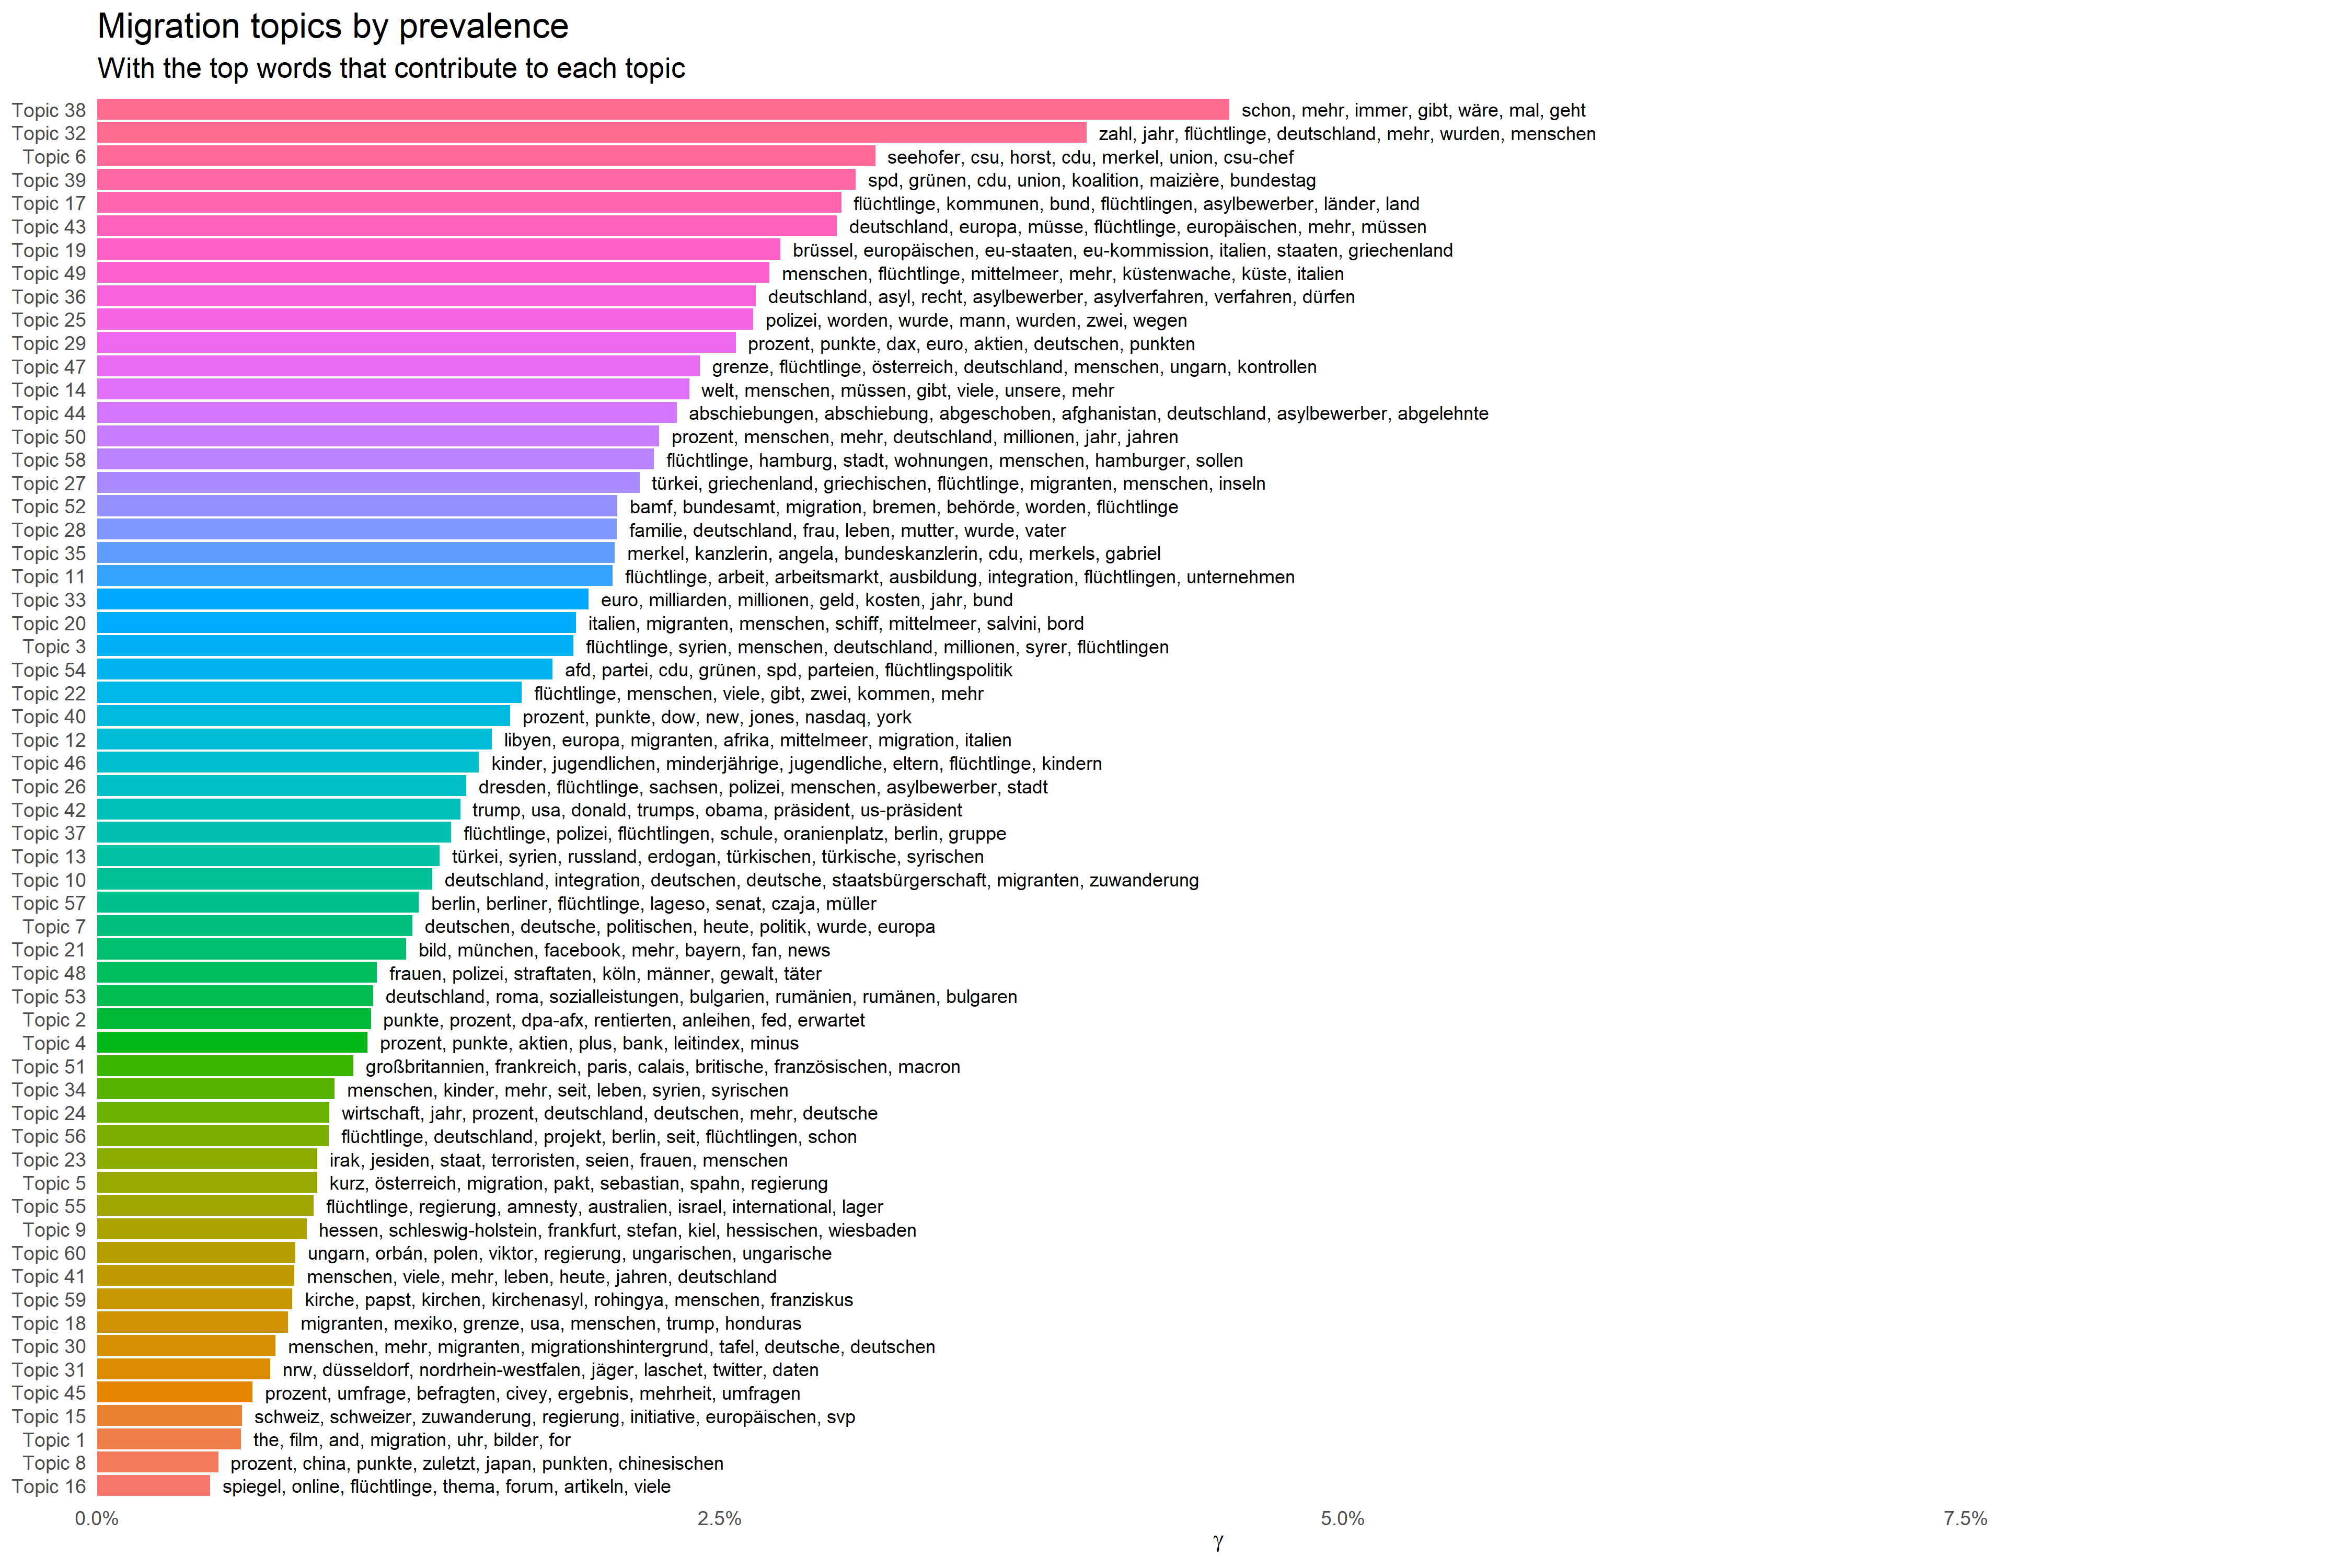 Migration topics by prevalence
With the top words that contribute to each topic
Topic 38 schon, mehr, immer, gibt, wäre, mal, geht
Topic 32 zahl, jahr, flüchtlinge, deutschland, mehr, wurden, menschen
Topic 6 seehofer, csu, horst, cdu, merkel, union, csu-chef
Topic 39 spd, grünen, cdu, union, koalition, maizière, bundestag
Topic 17 flüchtlinge, kommunen, bund, flüchtlingen, asylbewerber, länder, land
Topic 43 deutschland, europa, müsse, flüchtlinge, europäischen, mehr, müssen
Topic 19 brüssel, europäischen, eu-staaten, eu-kommission, italien, staaten, griechenland
Topic 49 menschen, flüchtlinge, mittelmeer, mehr, küstenwache, küste, italien
Topic 36 deutschland, asyl, recht, asylbewerber, asylverfahren, verfahren, dürfen
Topic 25 polizei, worden, wurde, mann, wurden, zwei, wegen
Topic 29 prozent, punkte, dax, euro, aktien, deutschen, punkten
Topic 47 grenze, flüchtlinge, österreich, deutschland, menschen, ungarn, kontrollen
Topic 14 welt, menschen, müssen, gibt, viele, unsere, mehr
Topic 44 abschiebungen, abschiebung, abgeschoben, afghanistan, deutschland, asylbewerber, abgelehnte
Topic 50 prozent, menschen, mehr, deutschland, millionen, jahr, jahren
Topic 58 flüchtlinge, hamburg, stadt, wohnungen, menschen, hamburger, sollen
Topic 27 türkei, griechenland, griechischen, flüchtlinge, migranten, menschen, inseln
Topic 52 bamf, bundesamt, migration, bremen, behörde, worden, flüchtlinge
Topic 28 familie, deutschland, frau, leben, mutter, wurde, vater
Topic 35 merkel, kanzlerin, angela, bundeskanzlerin, cdu, merkels, gabriel
Topic 11 flüchtlinge, arbeit, arbeitsmarkt, ausbildung, integration, flüchtlingen, unternehmen
Topic 33 euro, milliarden, millionen, geld, kosten, jahr, bund
Topic 20 italien, migranten, menschen, schiff, mittelmeer, salvini, bord
Topic 3 flüchtlinge, syrien, menschen, deutschland, millionen, syrer, flüchtlingen
Topic 54 afd, partei, cdu, grünen, spd, parteien, flüchtlingspolitik
Topic 22 flüchtlinge, menschen, viele, gibt, zwei, kommen, mehr
Topic 40 prozent, punkte, dow, new, jones, nasdaq, york
Topic 12 libyen, europa, migranten, afrika, mittelmeer, migration, italien
Topic 46 kinder, jugendlichen, minderjährige, jugendliche, eltern, flüchtlinge, kindern
Topic 26 dresden, flüchtlinge, sachsen, polizei, menschen, asylbewerber, stadt
Topic 42 trump, usa, donald, trumps, obama, präsident, us-präsident
Topic 37 flüchtlinge, polizei, flüchtlingen, schule, oranienplatz, berlin, gruppe
Topic 13 türkei, syrien, russland, erdogan, türkischen, türkische, syrischen
Topic 10 deutschland, integration, deutschen, deutsche, staatsbürgerschaft, migranten, zuwanderung
Topic 57 berlin, berliner, flüchtlinge, lageso, senat, czaja, müller
Topic 7 deutschen, deutsche, politischen, heute, politik, wurde, europa
Topic 21 bild, münchen, facebook, mehr, bayern, fan, news
Topic 48 frauen, polizei, straftaten, köln, männer, gewalt, täter
Topic 53 deutschland, roma, sozialleistungen, bulgarien, rumänien, rumänen, bulgaren
Topic 2 punkte, prozent, dpa-afx, rentierten, anleihen, fed, erwartet
Topic 4 prozent, punkte, aktien, plus, bank, leitindex, minus
Topic 51 großbritannien, frankreich, paris, calais, britische, französischen, macron
Topic 34 menschen, kinder, mehr, seit, leben, syrien, syrischen
Topic 24 wirtschaft, jahr, prozent, deutschland, deutschen, mehr, deutsche
Topic 56 flüchtlinge, deutschland, projekt, berlin, seit, flüchtlingen, schon
Topic 23 irak, jesiden, staat, terroristen, seien, frauen, menschen
Topic 5 kurz, österreich, migration, pakt, sebastian, spahn, regierung
Topic 55 flüchtlinge, regierung, amnesty, australien, israel, international, lager
Topic 9 hessen, schleswig-holstein, frankfurt, stefan, kiel, hessischen, wiesbaden
Topic 60 ungarn, orbán, polen, viktor, regierung, ungarischen, ungarische
Topic 41 menschen, viele, mehr, leben, heute, jahren, deutschland
Topic 59 kirche, papst, kirchen, kirchenasyl, rohingya, menschen, franziskus
Topic 18 migranten, mexiko, grenze, usa, menschen, trump, honduras
Topic 30 menschen, mehr, migranten, migrationshintergrund, tafel, deutsche, deutschen
Topic 31 nrw, düsseldorf, nordrhein-westfalen, jäger, laschet, twitter, daten
Topic 45 prozent, umfrage, befragten, civey, ergebnis, mehrheit, umfragen
Topic 15 schweiz, schweizer, zuwanderung, regierung, initiative, europäischen, svp
Topic 1 the, film, and, migration, uhr, bilder, for
Topic 8 prozent, china, punkte, zuletzt, japan, punkten, chinesischen
Topic 16 spiegel, online, flüchtlinge, thema, forum, artikeln, viele
0.0% 2.5% 5.0% 7.5%
γ